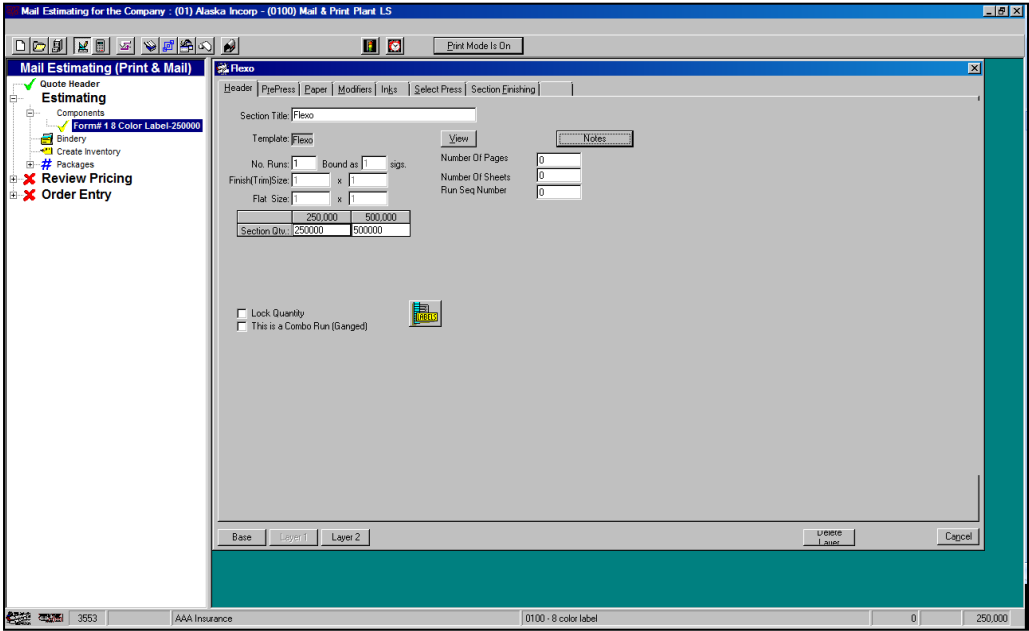 Mail Estimating for the Company : (01) Alaska Incorp - (0100) Mail & Print Plant LS
Print Mode Is On
Mail Estimating (Print & Mail)
Quote Header
Estimating
Components
Form# 1 8 Color Label-250000
Bindery
Create Inventory
# Packages
Review Pricing
Order Entry
Flexo
Header PrePress Paper Modifiers Inks Select Press Section Finishing
Section Title: Flexo
Template: Flexo View Notes
No. Runs: 1 Bound as 1 sigs. Number Of Pages 0
Finish(Trim)Size: 1 x 1 Number Of Sheets 0
Flat Size: 1 x 1 Run Seq Number 0
250,000 500,000
Section Qty.: 250000 500000
Lock Quantity
This is a Combo Run (Ganged)
LABELS
Base Layer 1 Layer 2 Delete Layer Cancel
3553 AAA Insurance 0100 - 8 color label 0 250,000